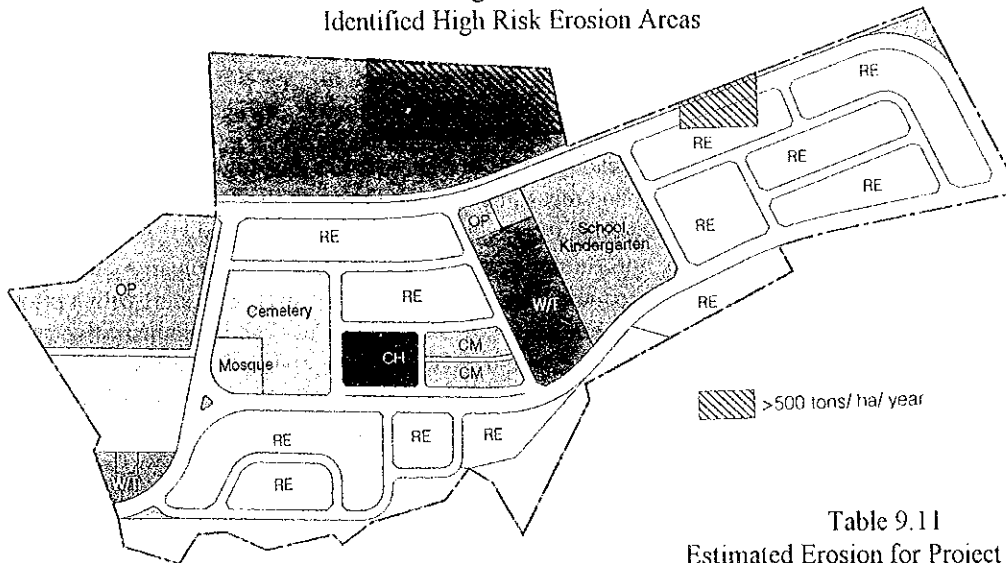 Identified High Risk Erosion Areas
RE
RE
RE
RE
RE
OP
School
Kindergarten
RE
RE
OP
RE
W/T
RE
Cemetery
CM
CH
Mosque
CM
>500 tons/ ha/ year
RE
RE
RE
RE
W/T
Table 9.11
Estimated Erosion for Project